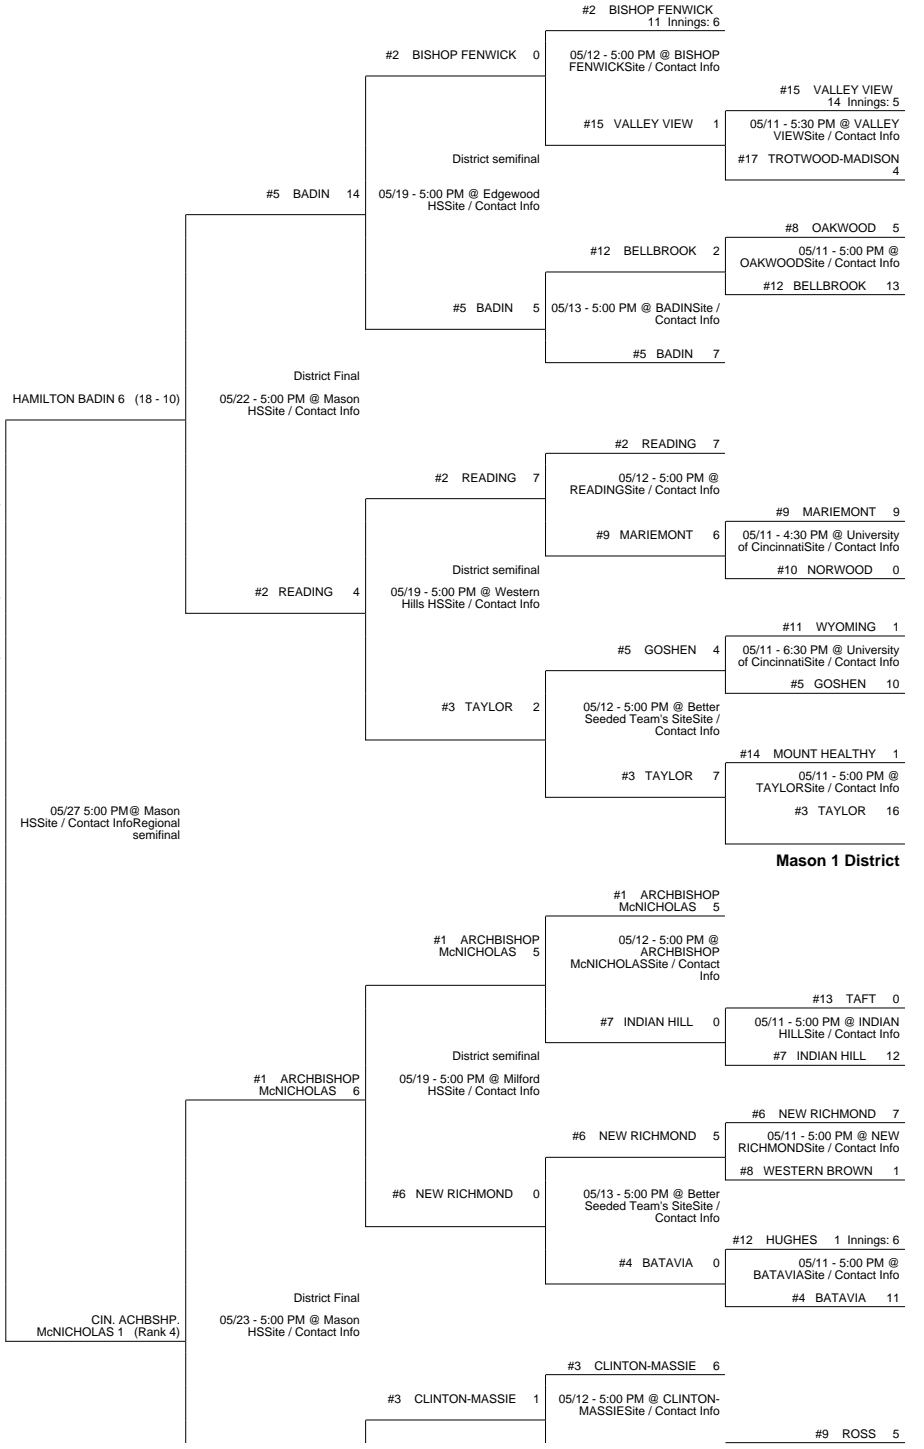 #2 BISHOP FENWICK
11 Innings: 6
#2 BISHOP FENWICK 0
05/12 - 5:00 PM @ BISHOP
FENWICKSite / Contact Info
#15 VALLEY VIEW
14 Innings: 5
#15 VALLEY VIEW 1
05/11 - 5:30 PM @ VALLEY
VIEWSite / Contact Info
District semifinal
#17 TROTWOOD-MADISON
4
#5 BADIN 14
05/19 - 5:00 PM @ Edgewood
HSSite / Contact Info
#8 OAKWOOD 5
#12 BELLBROOK 2
05/11 - 5:00 PM @
OAKWOODSite / Contact Info
#12 BELLBROOK 13
#5 BADIN 5
05/13 - 5:00 PM @ BADINSite /
Contact Info
#5 BADIN 7
District Final
HAMILTON BADIN 6 (18 - 10)
05/22 - 5:00 PM @ Mason
HSSite / Contact Info
#2 READING 7
#2 READING 7
05/12 - 5:00 PM @
READINGSite / Contact Info
#9 MARIEMONT 9
#9 MARIEMONT 6
05/11 - 4:30 PM @ University
of CincinnatiSite / Contact Info
District semifinal
#10 NORWOOD 0
#2 READING 4
05/19 - 5:00 PM @ Western
Hills HSSite / Contact Info
#11 WYOMING 1
#5 GOSHEN 4
05/11 - 6:30 PM @ University
of CincinnatiSite / Contact Info
#5 GOSHEN 10
#3 TAYLOR 2
05/12 - 5:00 PM @ Better
Seeded Team's SiteSite /
Contact Info
#14 MOUNT HEALTHY 1
#3 TAYLOR 7
05/11 - 5:00 PM @
TAYLORSite / Contact Info
#3 TAYLOR 16
05/27 5:00 PM@ Mason
HSSite / Contact InfoRegional
semifinal
Mason 1 District
#1 ARCHBISHOP
McNICHOLAS 5
#1 ARCHBISHOP
McNICHOLAS 5
05/12 - 5:00 PM @
ARCHBISHOP
McNICHOLASSite / Contact
Info
#13 TAFT 0
#7 INDIAN HILL 0
05/11 - 5:00 PM @ INDIAN
HILLSite / Contact Info
District semifinal
#7 INDIAN HILL 12
#1 ARCHBISHOP
McNICHOLAS 6
05/19 - 5:00 PM @ Milford
HSSite / Contact Info
#6 NEW RICHMOND 7
#6 NEW RICHMOND 5
05/11 - 5:00 PM @ NEW
RICHMONDSite / Contact Info
#8 WESTERN BROWN 1
#6 NEW RICHMOND 0
05/13 - 5:00 PM @ Better
Seeded Team's SiteSite /
Contact Info
#12 HUGHES 1 Innings: 6
#4 BATAVIA 0
05/11 - 5:00 PM @
BATAVIASite / Contact Info
#4 BATAVIA 11
District Final
CIN. ACHBSHP.
McNICHOLAS 1 (Rank 4)
05/23 - 5:00 PM @ Mason
HSSite / Contact Info
#3 CLINTON-MASSIE 6
#3 CLINTON-MASSIE 1
05/12 - 5:00 PM @ CLINTON-
MASSIESite / Contact Info
#9 ROSS 5